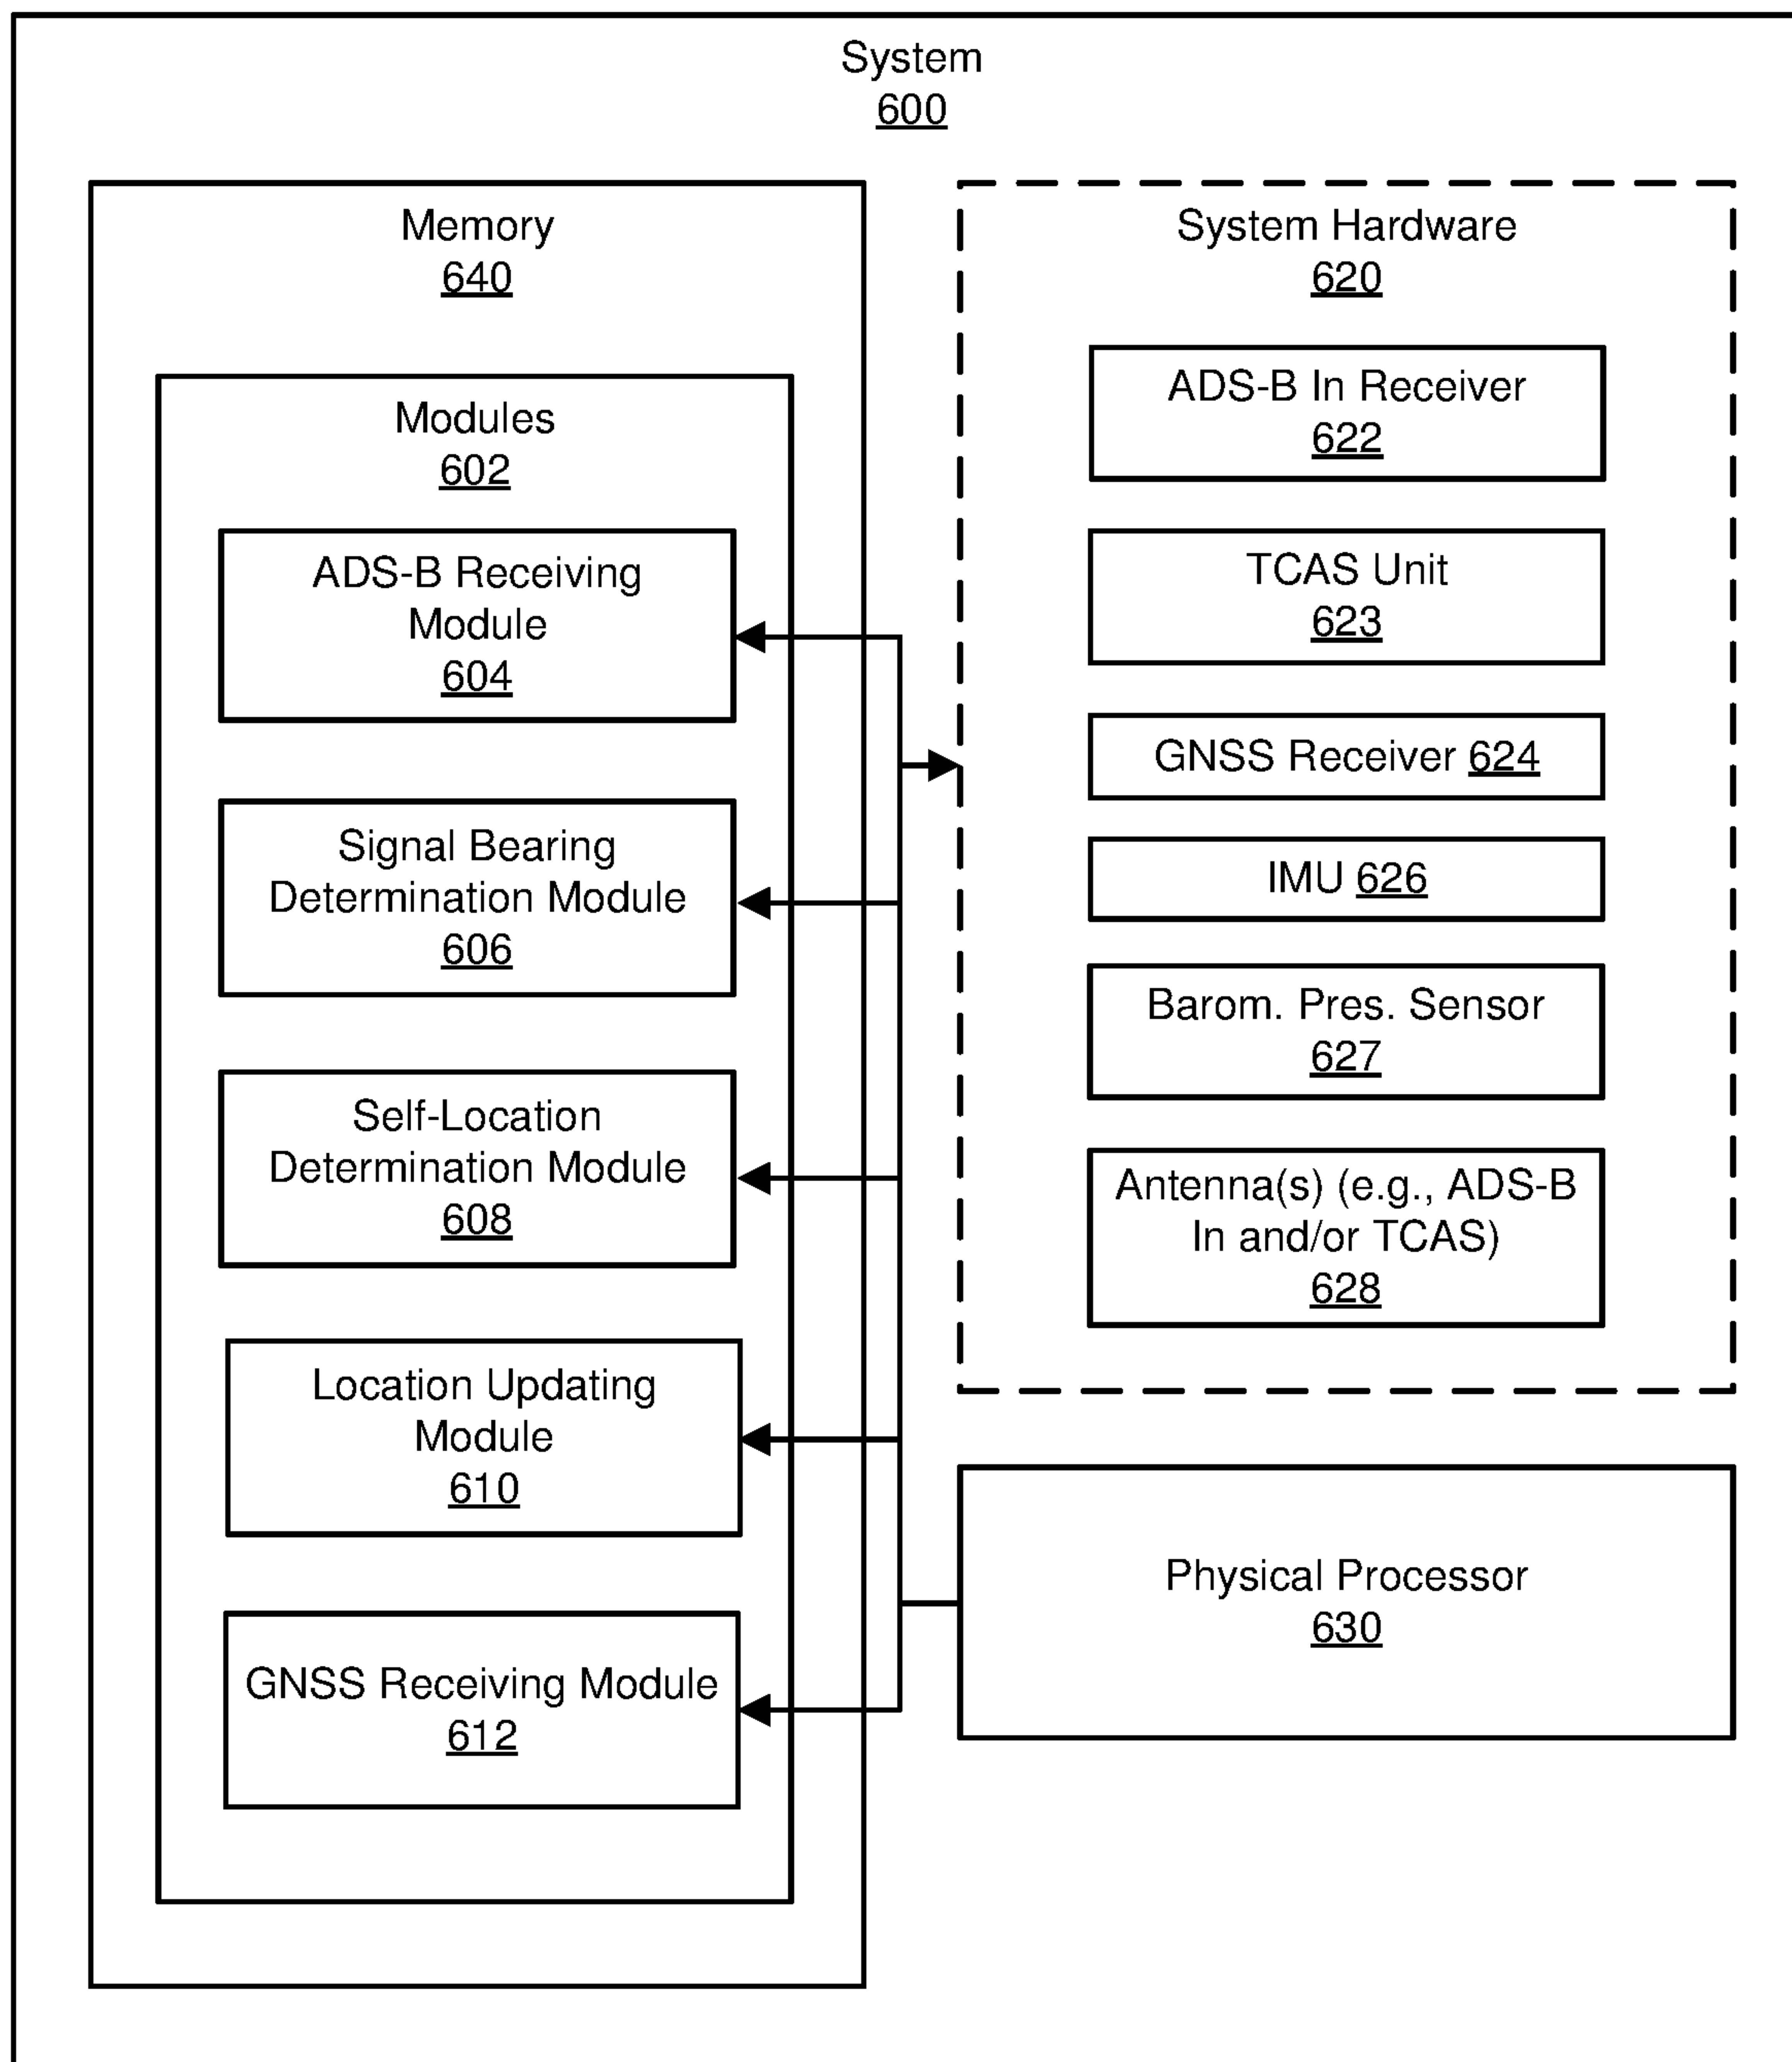 System
600
Memory
640
Modules
602
ADS-B Receiving
Module
604
Signal Bearing
Determination Module
606
Self-Location
Determination Module
608
Location Updating
Module
610
GNSS Receiving Module
612
System Hardware
620
ADS-B In Receiver
622
TCAS Unit
623
GNSS Receiver 624
IMU 626
Barom. Pres. Sensor
627
Antenna(s) (e.g., ADS-B
In and/or TCAS)
628
Physical Processor
630